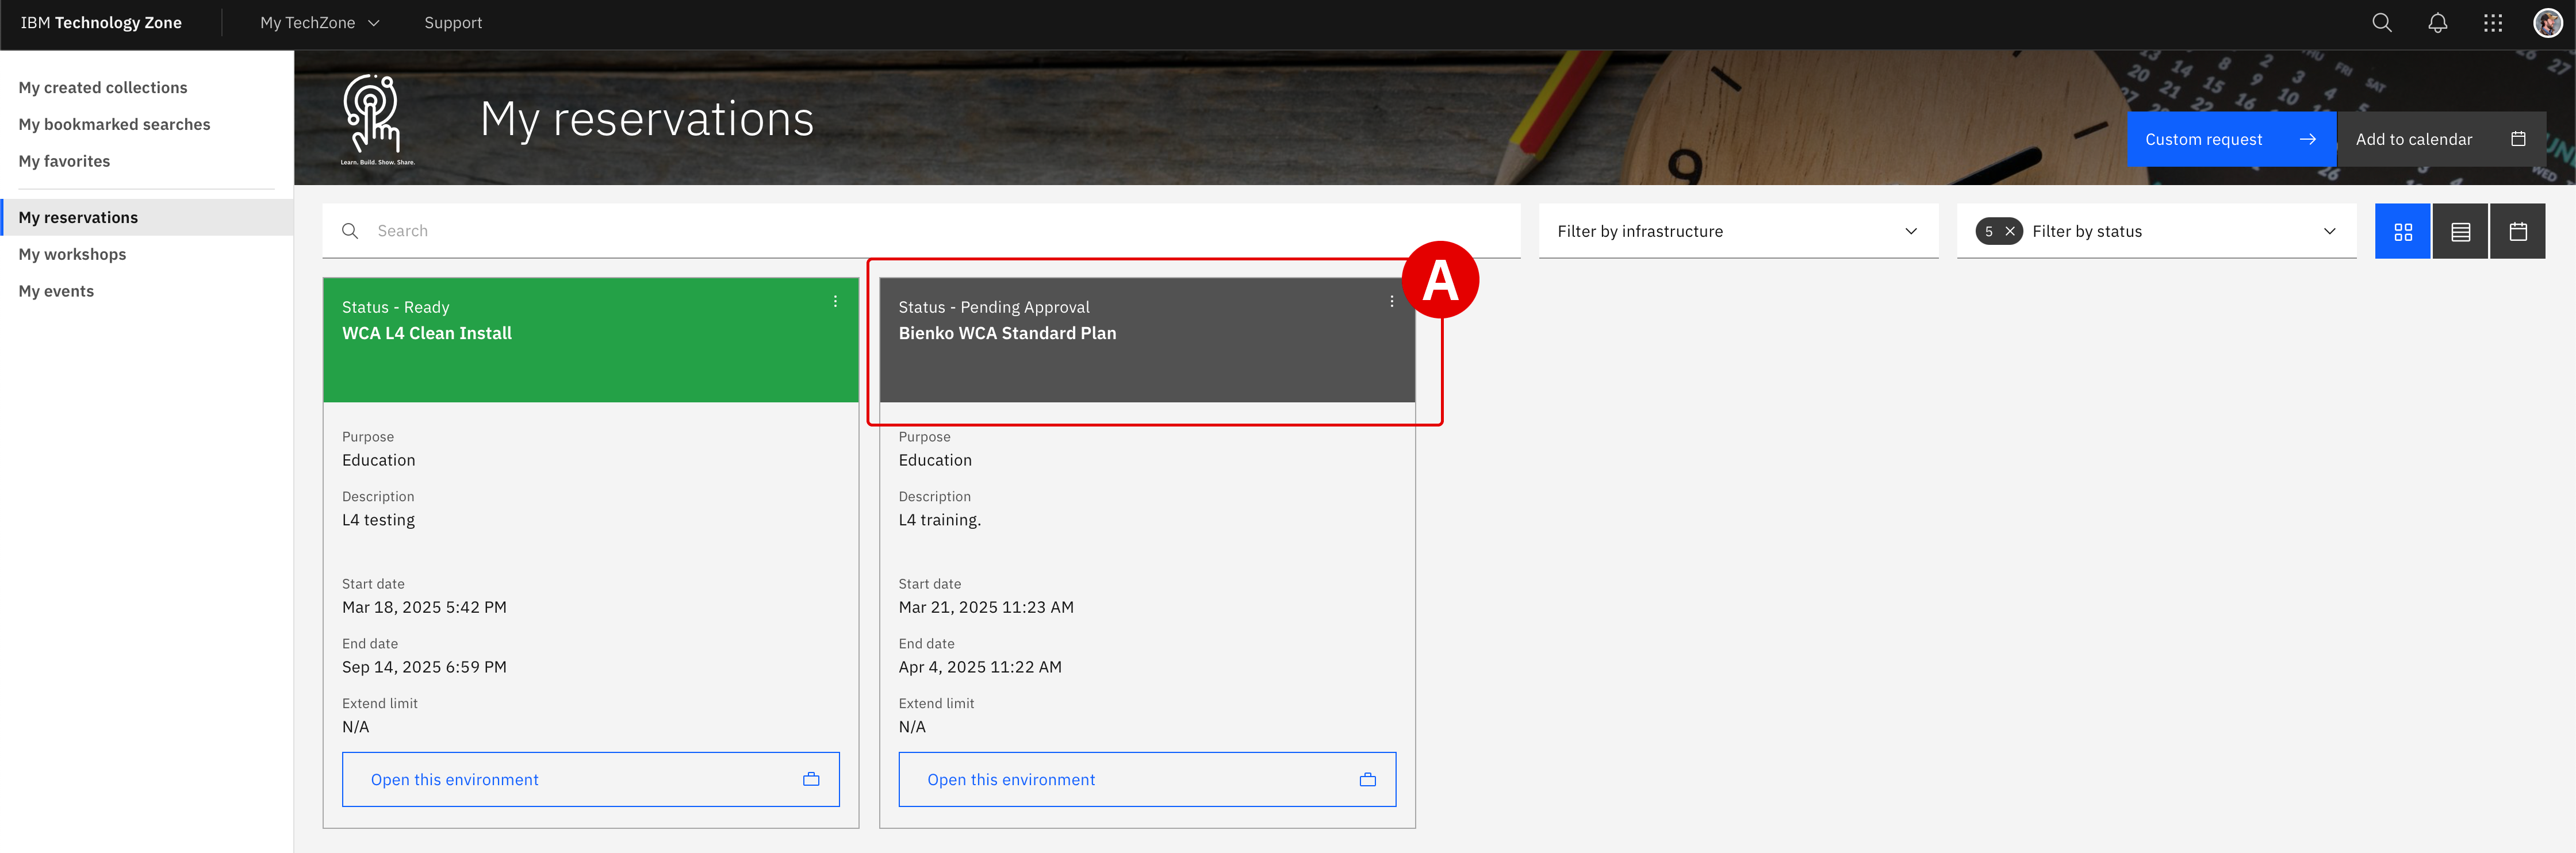 IBM Technology Zone
My TechZone
Support
My created collections
My bookmarked searches
My favorites
My reservations
My workshops
My events
Learn. Build. Show. Share.
My reservations
Custom request
Add to calendar
9
THU
FRI
SAT
WED
Search
Filter by infrastructure
5
Filter by status
A
Status - Ready
WCA L4 Clean Install
Purpose
Education
Description
L4 testing
Start date
Mar 18, 2025 5:42 PM
End date
Sep 14, 2025 6:59 PM
Extend limit
N/A
Open this environment
Status - Pending Approval
Bienko WCA Standard Plan
Purpose
Education
Description
L4 training.
Start date
Mar 21, 2025 11:23 AM
End date
Apr 4, 2025 11:22 AM
Extend limit
N/A
Open this environment